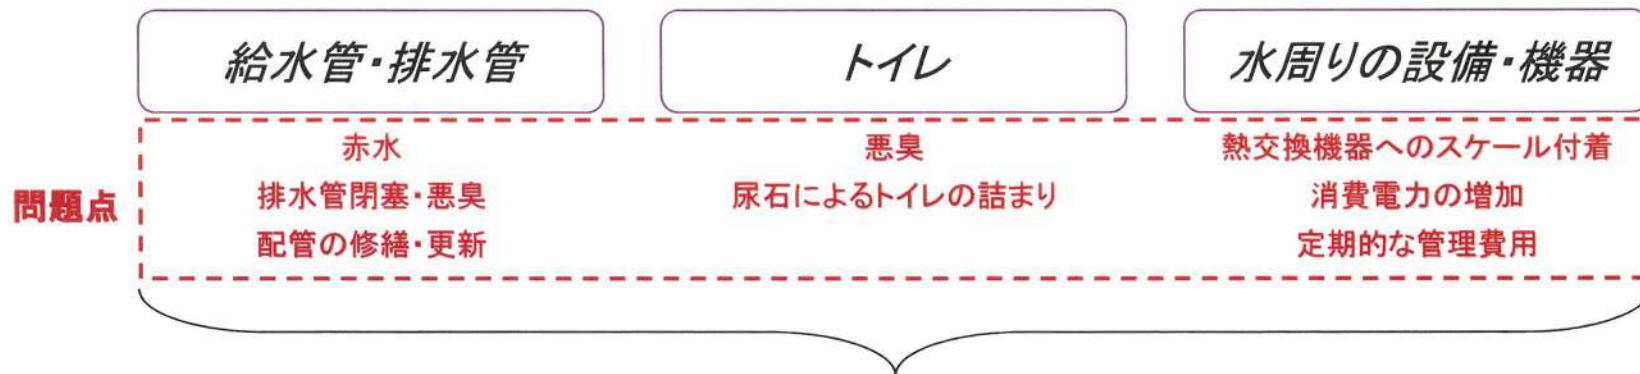 給水管・排水管
トイレ
水周りの設備・機器
問題点
赤水
排水管閉塞・悪臭
配管の修繕・更新
悪臭
尿石によるトイレの詰まり
熱交換機器へのスケール付着
消費電力の増加
定期的な管理費用